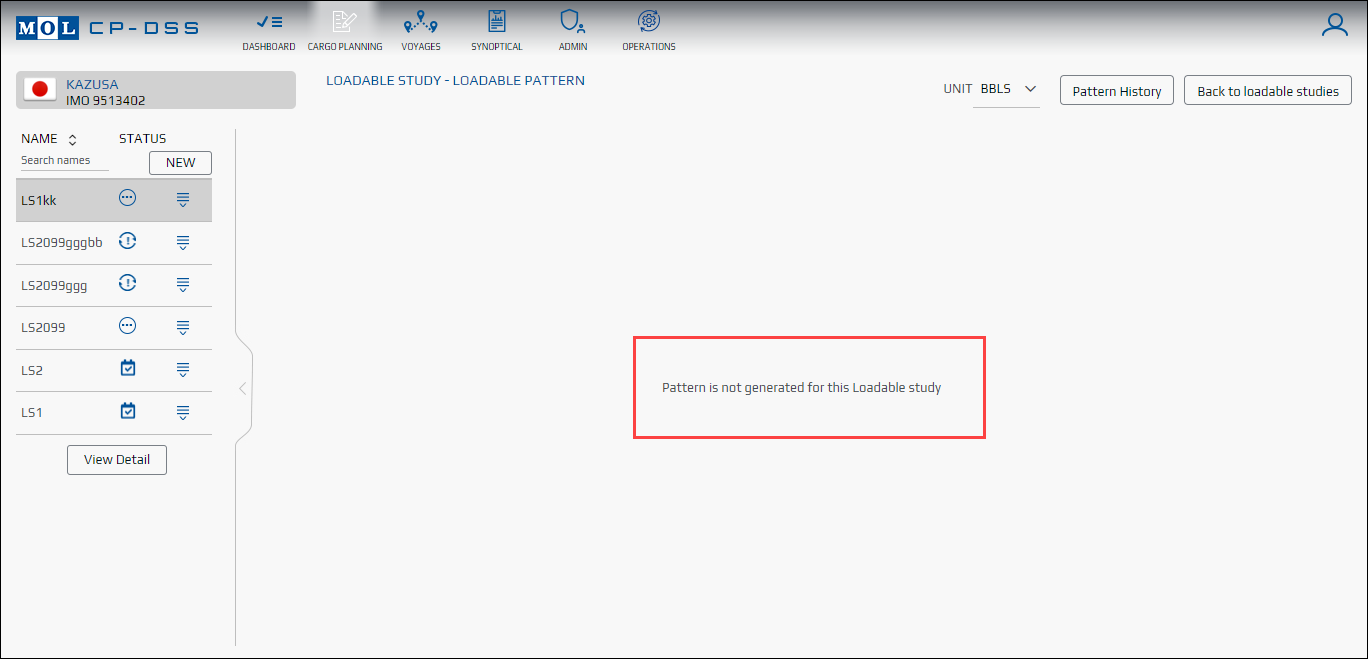 MOL CP-DSS
DASHBOARD
CARGO PLANNING
VOYAGES
SYNOPTICAL
ADMIN
OPERATIONS
KAZUSA
IMO 9513402
LOADABLE STUDY - LOADABLE PATTERN
UNIT BBLS
Pattern History
Back to loadable studies
NAME STATUS
Search names
NEW
LS1kk
LS2099gggbb
LS2099ggg
LS2099
LS2
LS1
View Detail
Pattern is not generated for this Loadable study